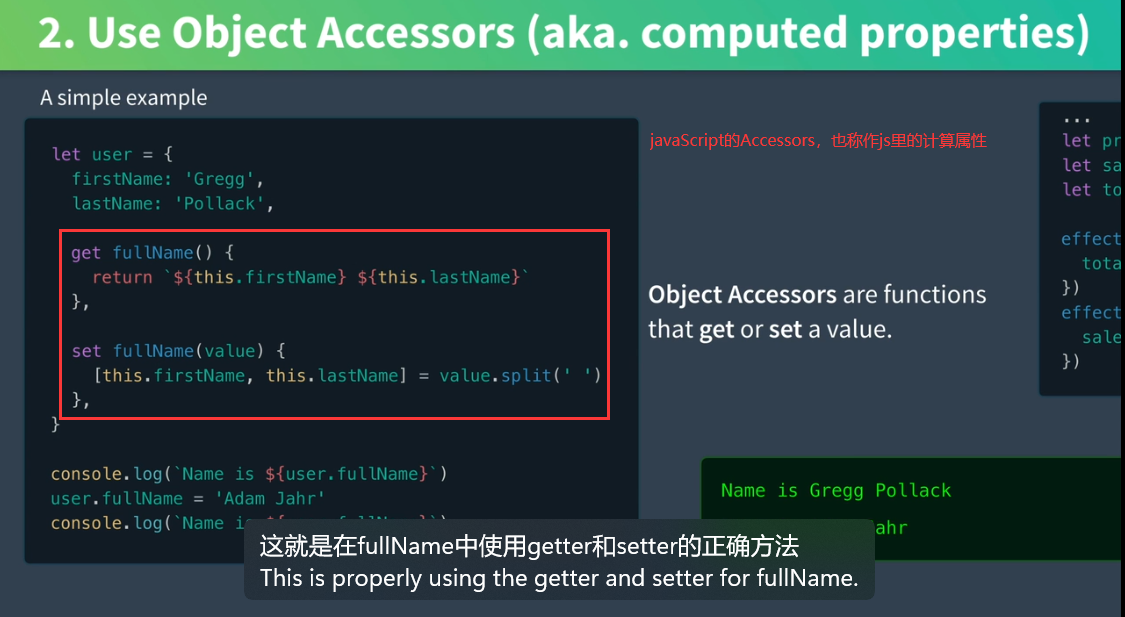 2. Use Object Accessors (aka. computed properties)
A simple example
let user = {
firstName: 'Gregg',
lastName: 'Pollack',
get fullName() {
return `${this.firstName} ${this.lastName}`
},
set fullName(value) {
[this.firstName, this.lastName] = value.split(' ')
},
}
console.log(`Name is ${user.fullName}`)
user.fullName = 'Adam Jahr'
console.log(`Name is
javaScript的Accessors，也称作js里的计算属性
Object Accessors are functions
that get or set a value.
...
let pr
let sa
let to
effect
tota
})
effect
sale
})
Name is Gregg Pollack
ahr
这就是在fullName中使用getter和setter的正确方法
This is properly using the getter and setter for fullName.